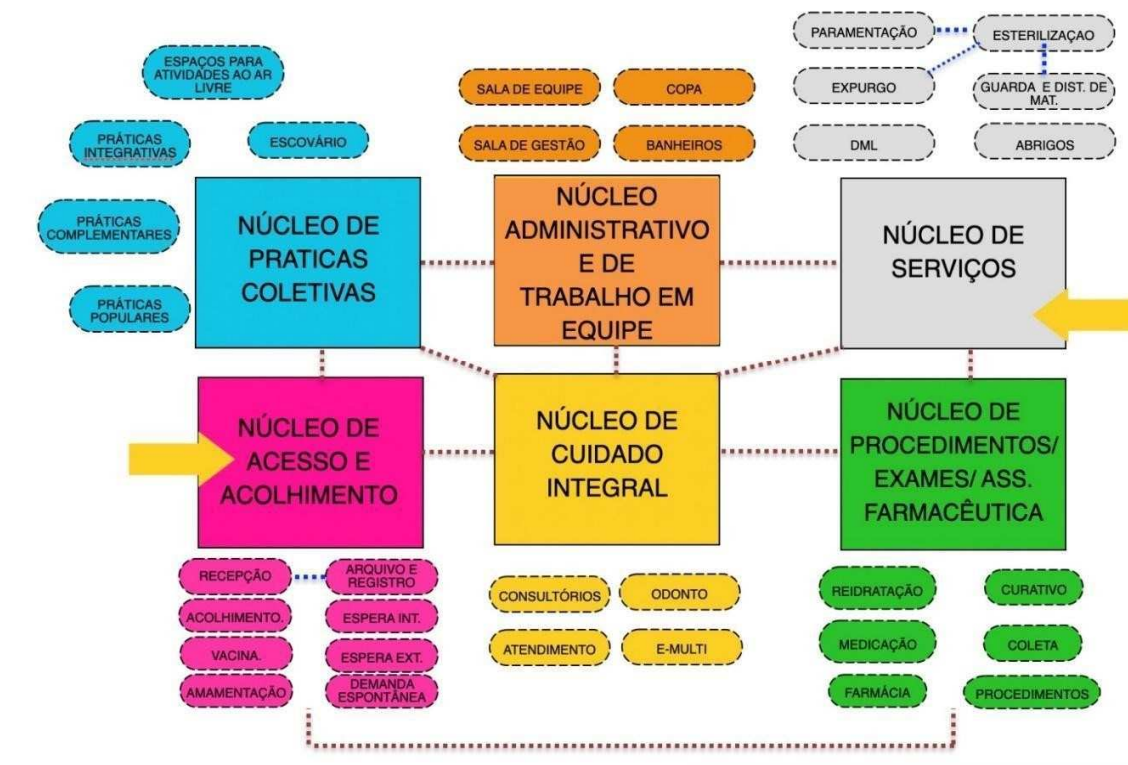 ESPAÇOS PARA
ATIVIDADES AO AR
LIVRE
PRÁTICAS
INTEGRATIVAS
ESCOVÁRIO
PRÁTICAS
COMPLEMENTARES
PRÁTICAS
POPULARES
NÚCLEO DE
PRATICAS
COLETIVAS
SALA DE EQUIPE
COPA
SALA DE GESTÃO
BANHEIROS
NÚCLEO
ADMINISTRATIVO
E DE
TRABALHO EM
EQUIPE
PARAMENTAÇÃO
ESTERILIZAÇAO
EXPURGO
GUARDA E DIST. DE
MAT.
DML
ABRIGOS
NÚCLEO DE
SERVIÇOS
NÚCLEO DE
ACESSO E
ACOLHIMENTO
RECEPÇÃO
ARQUIVO E
REGISTRO
ACOLHIMENTO.
ESPERA INT.
VACINA.
ESPERA EXT.
AMAMENTAÇÃO
DEMANDA
ESPONTÂNEA
NÚCLEO DE
CUIDADO
INTEGRAL
CONSULTÓRIOS
ODONTO
ATENDIMENTO
E-MULTI
NÚCLEO DE
PROCEDIMENTOS/
EXAMES/ ASS.
FARMACÊUTICA
REIDRATAÇÃO
CURATIVO
MEDICAÇÃO
COLETA
FARMÁCIA
PROCEDIMENTOS